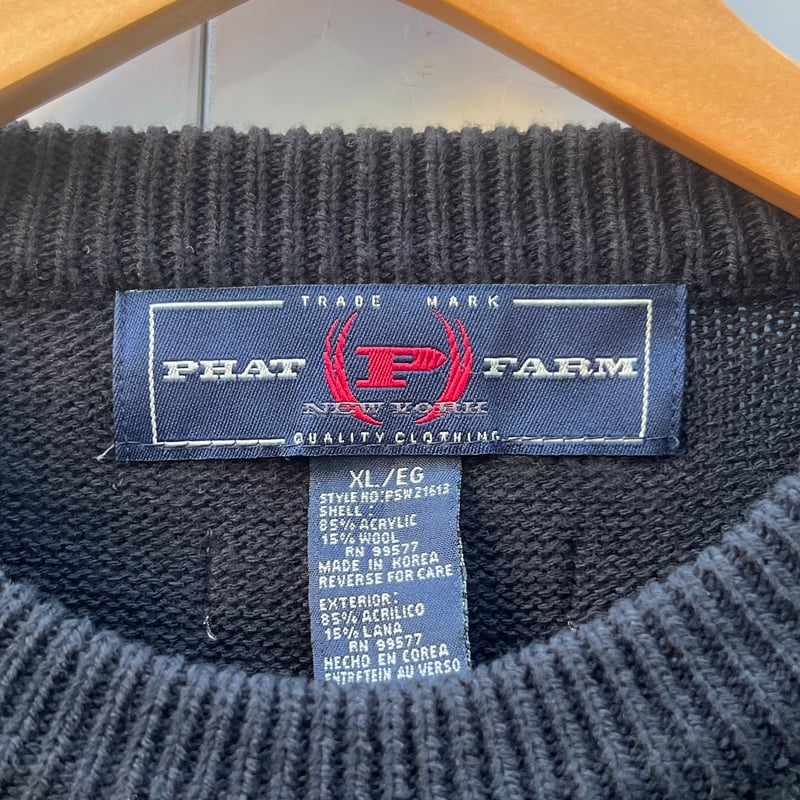 TRADE MARK
PHAT P FARM
NEW YORK
QUALITY CLOTHING
XL/EG
STYLE NO:PSW21613
SHELL:
85% ACRYLIC
15% WOOL
RN 99577
MADE IN KOREA
REVERSE FOR CARE
EXTERIOR:
85% ACRILICO
15% LANA
RN 99577
HECHO EN COREA
ENTRETEIN AU VERSO